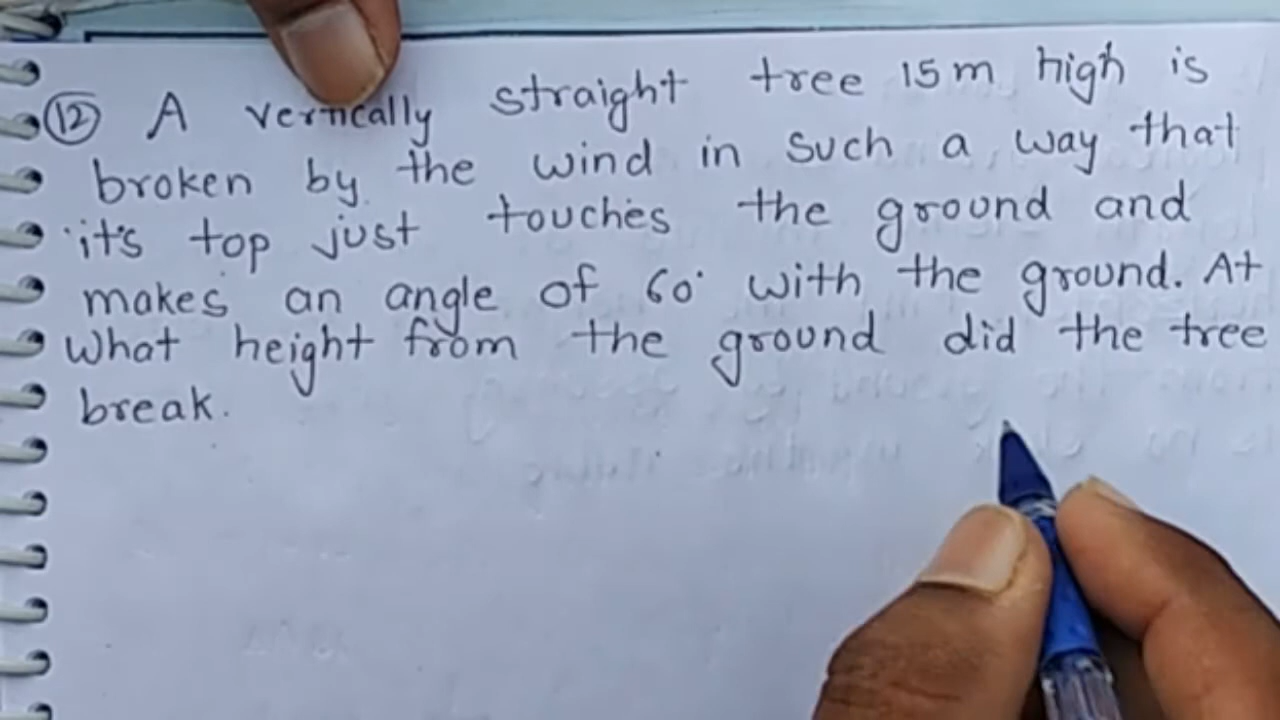 ⑫ A vertically straight tree 15m high is
broken by the wind in such a way that
it's top just touches the ground and
makes an angle of 60° with the ground. At
what height from the ground did the tree
break.